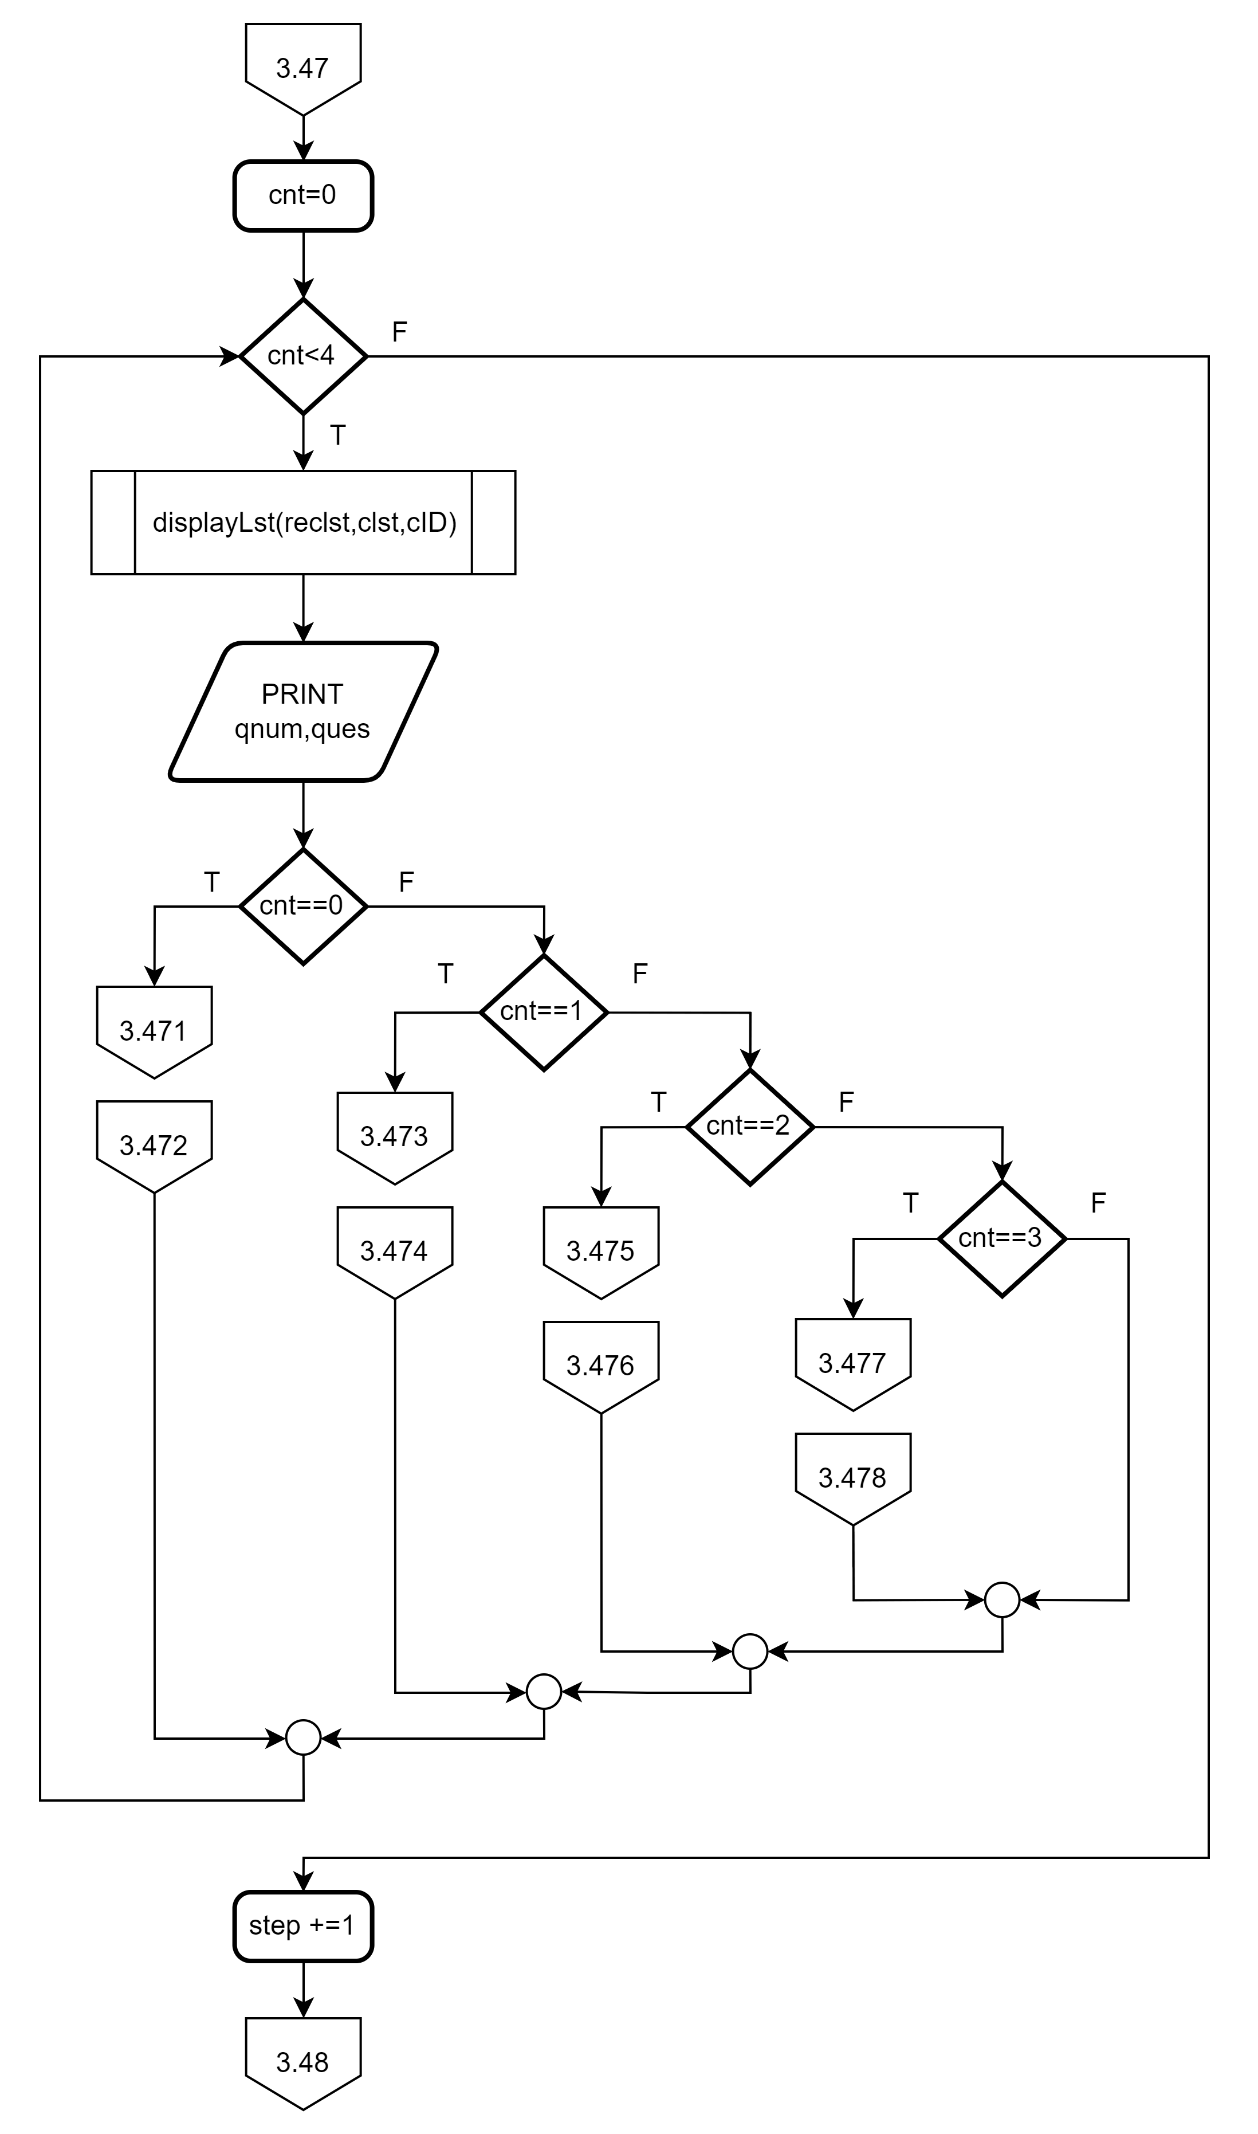 3.47
cnt=0
F
cnt<4
T
displayLst(reclst,clst,cID)
PRINT
qnum,ques
T
F
cnt==0
T
F
cnt==1
3.471
T
F
cnt==2
3.473
3.472
T
F
cnt==3
3.475
3.474
3.477
3.476
3.478
step +=1
3.48